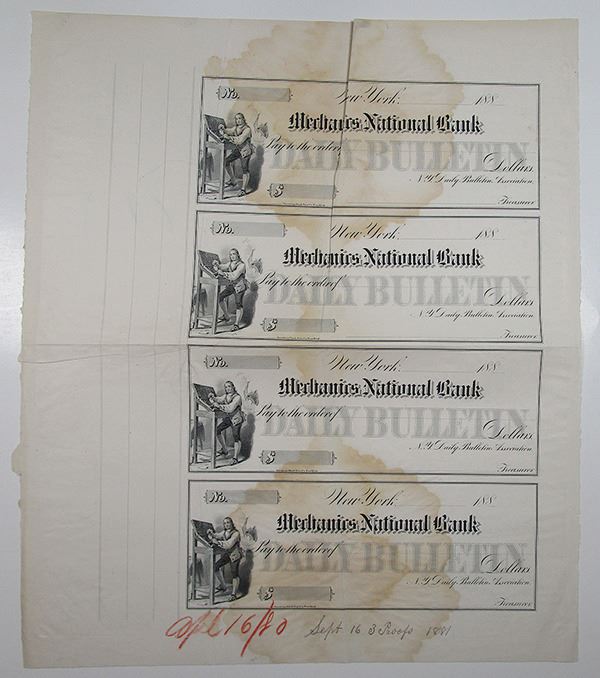 No.
New York, 188
Mechanics National Bank
Pay to the order of
DAILY BULLETIN
Dollars
N.Y. Daily Bulletin Association.
$
Treasurer
No.
New York, 188
Mechanics National Bank
Pay to the order of
DAILY BULLETIN
Dollars
N.Y. Daily Bulletin Association.
$
Treasurer
No.
New York, 188
Mechanics National Bank
Pay to the order of
DAILY BULLETIN
Dollars
N.Y. Daily Bulletin Association.
$
Treasurer
No.
New York, 188
Mechanics National Bank
Pay to the order of
DAILY BULLETIN
Dollars
N.Y. Daily Bulletin Association.
$
Treasurer
16/80 Sept 16 3 Proofs 1881